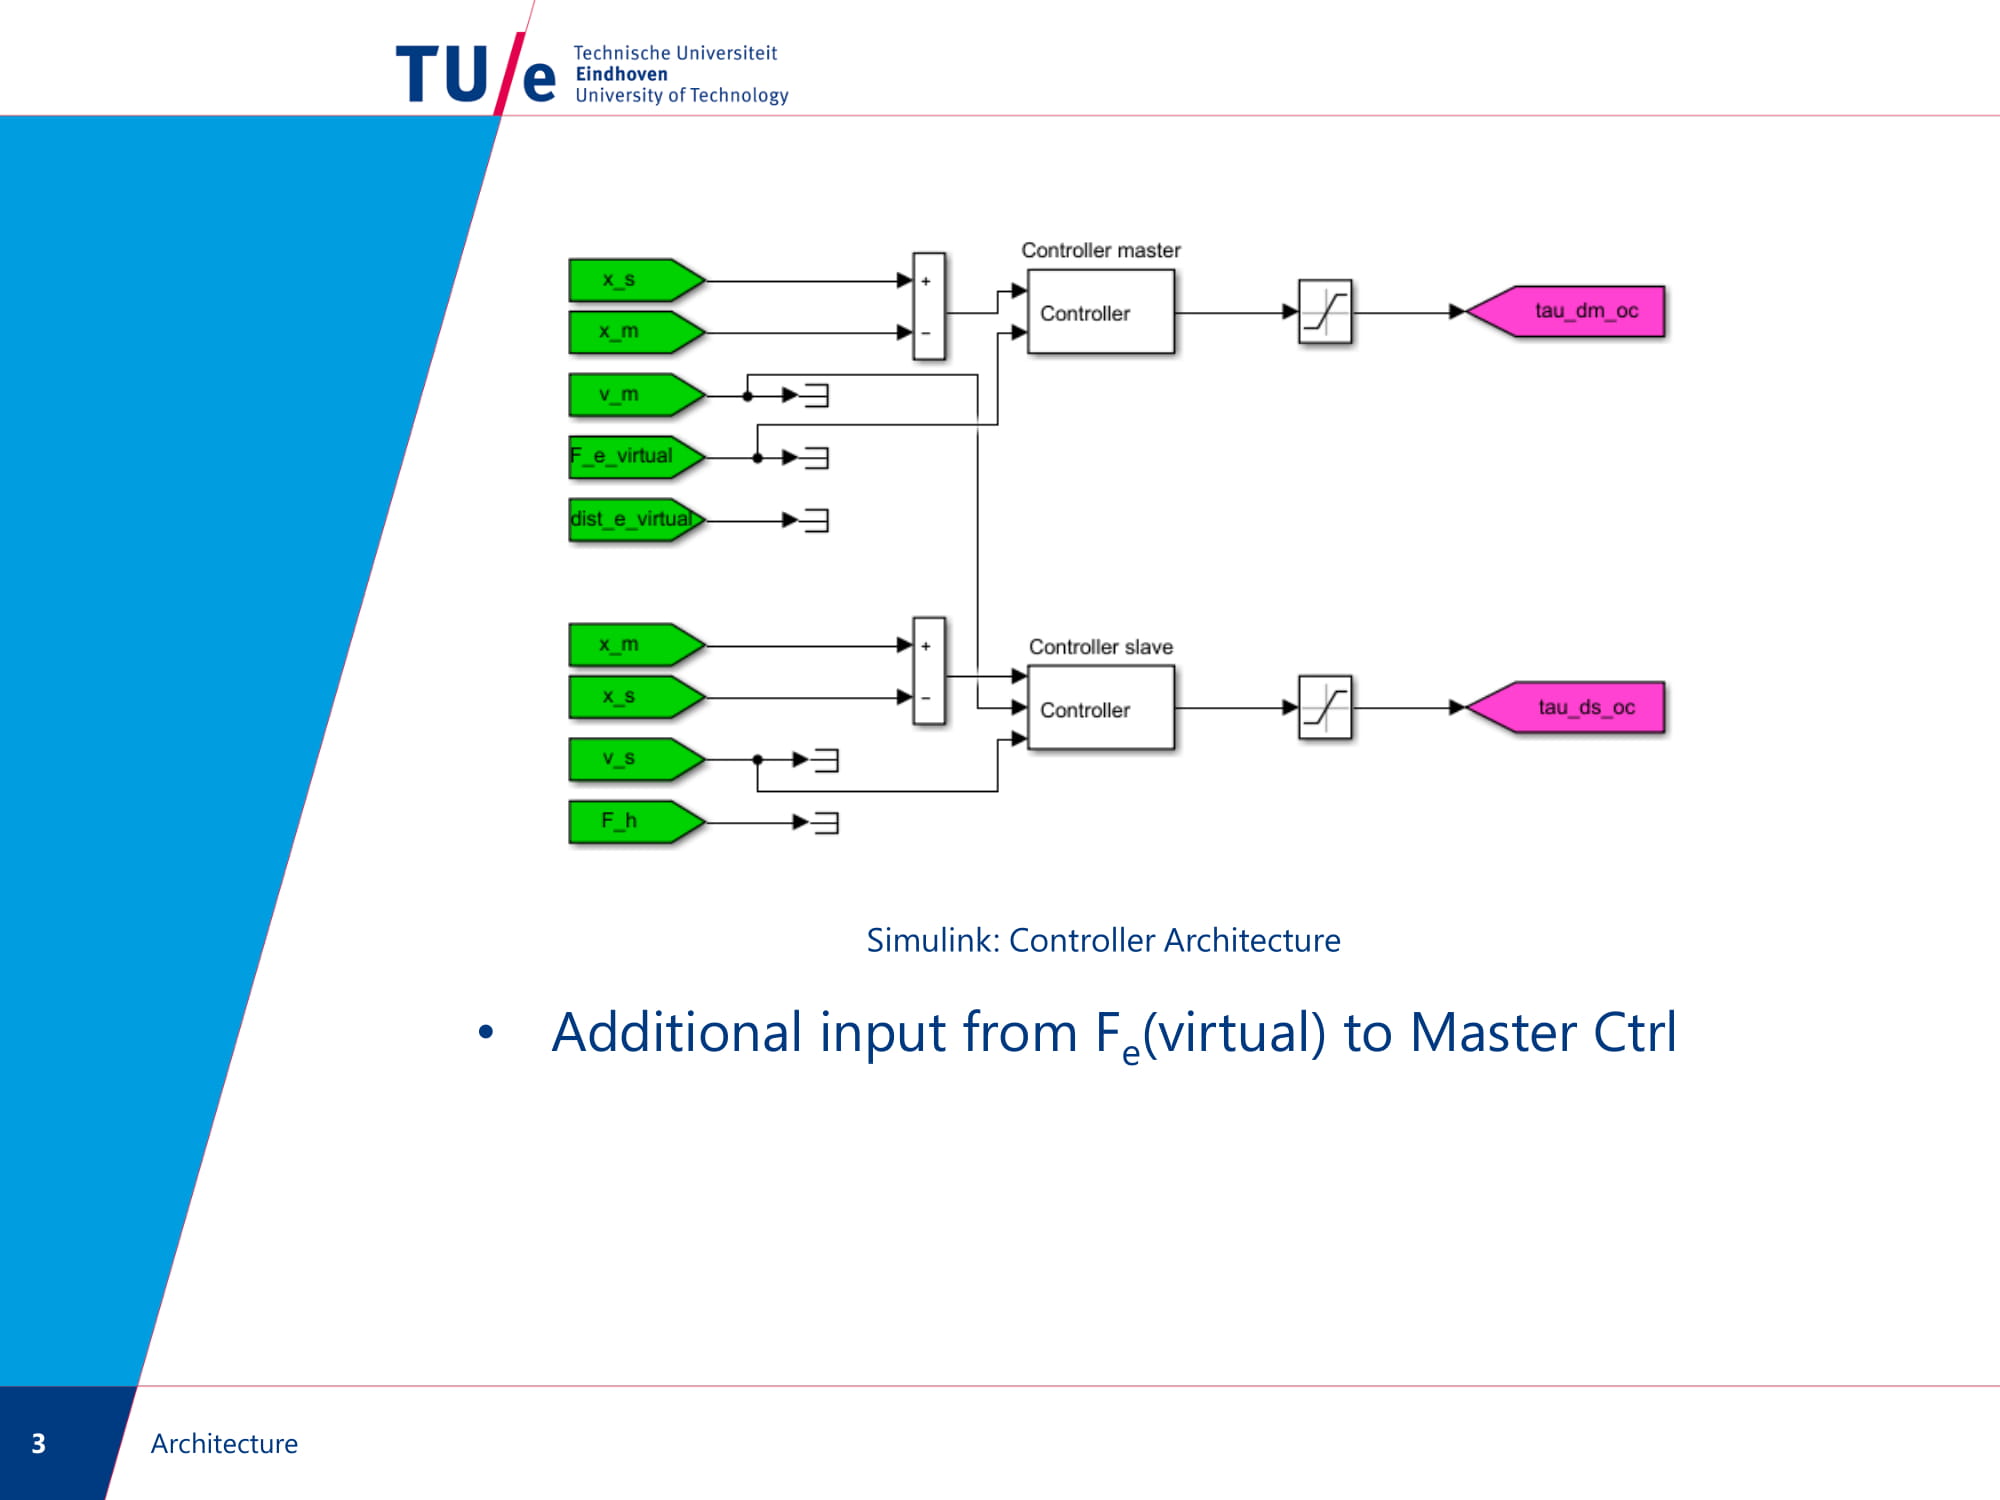 TU/e
Technische Universiteit
Eindhoven
University of Technology
Controller master
x_s
+
x_m
−
Controller
tau_dm_oc
v_m
F_e_virtual
dist_e_virtual
Controller slave
x_m
+
x_s
−
Controller
tau_ds_oc
v_s
F_h
Simulink: Controller Architecture
• Additional input from Fe(virtual) to Master Ctrl
3 Architecture